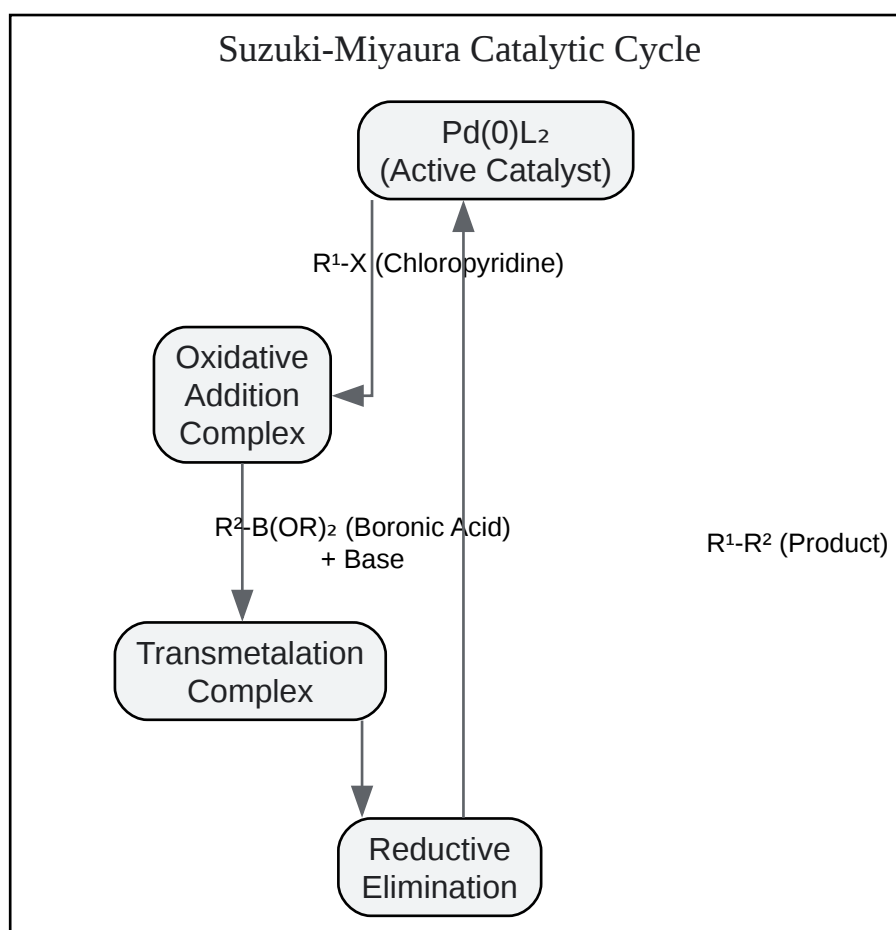 Suzuki-Miyaura Catalytic Cycle
Pd(0)L₂
(Active Catalyst)
R¹-X (Chloropyridine)
Oxidative
Addition
Complex
R²-B(OR)₂ (Boronic Acid)
+ Base
R¹-R² (Product)
Transmetalation
Complex
Reductive
Elimination